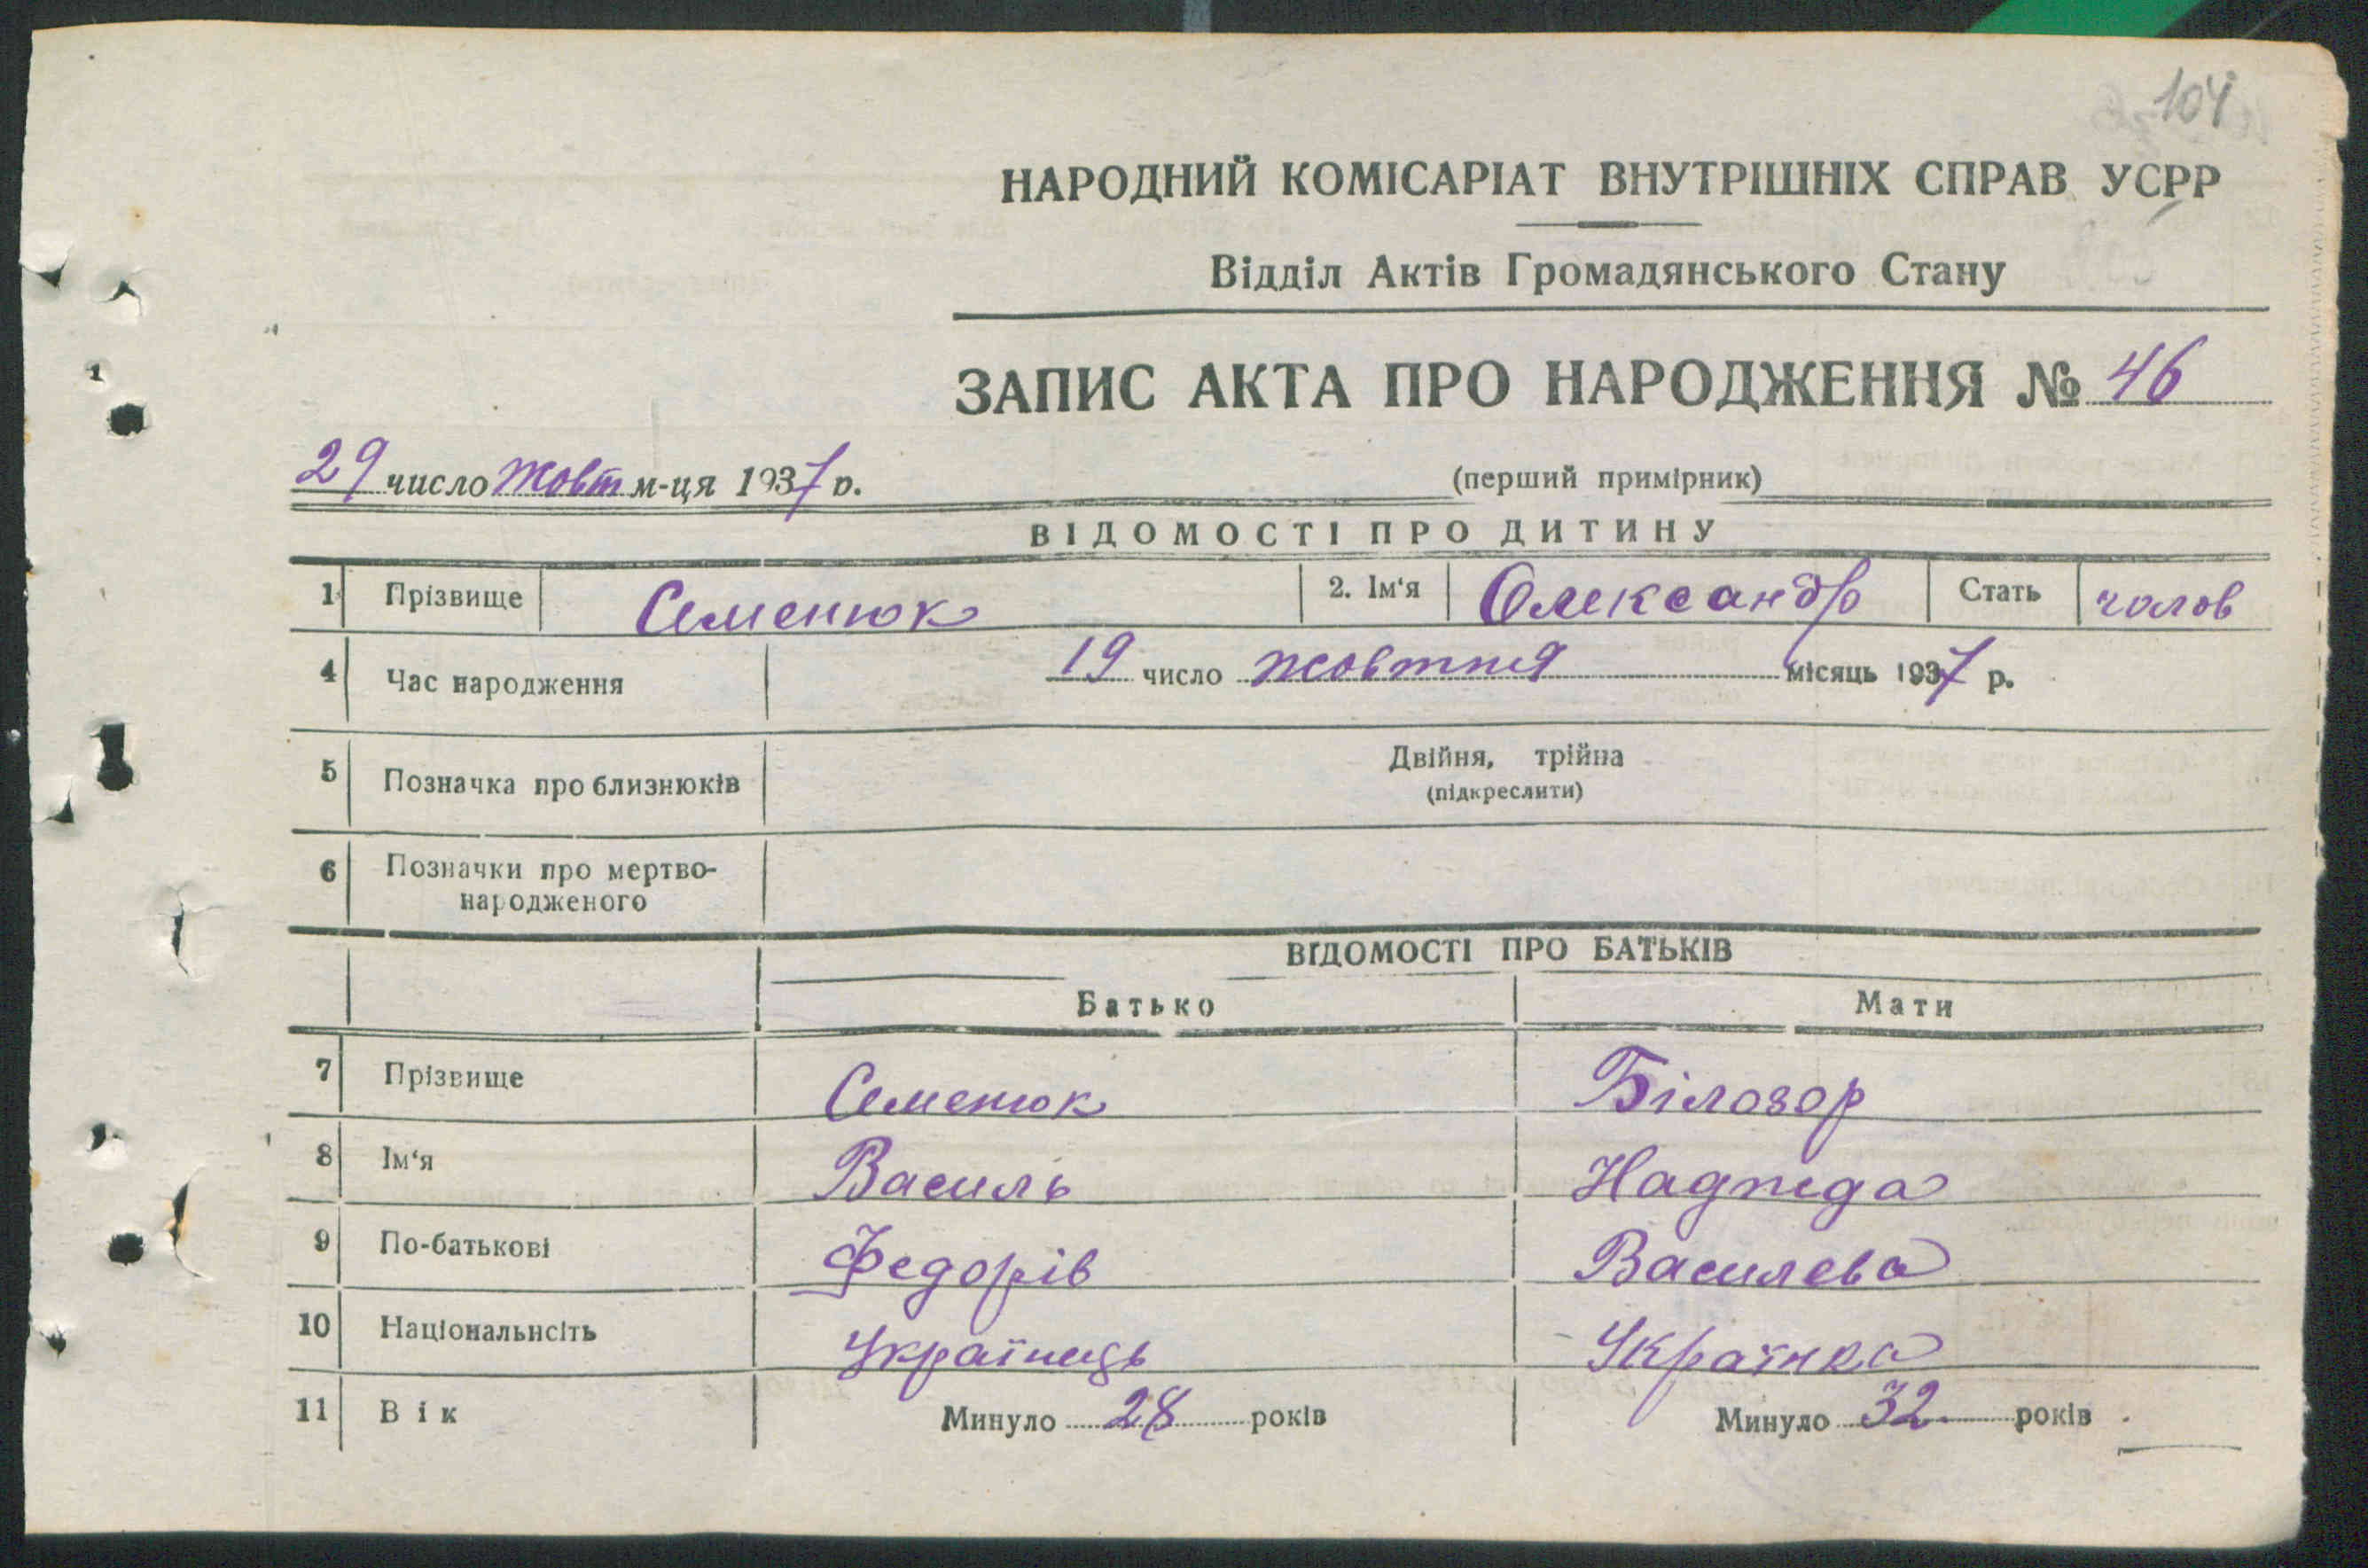 104
НАРОДНИЙ КОМІСАРІАТ ВНУТРІШНІХ СПРАВ УСРР
Відділ Актів Громадянського Стану
ЗАПИС АКТА ПРО НАРОДЖЕННЯ № 46
29 число жовт м-ця 1937 р.
(перший примірник)
ВІДОМОСТІ ПРО ДИТИНУ
1 Прізвище Семенюк 2. Ім‘я Олександр Стать чолов
4 Час народження 19 число жовтня місяць 1937 р.
5 Позначка про близнюків Двійня, трійна
(підкреслити)
6 Позначки про мертво-
народженого
ВІДОМОСТІ ПРО БАТЬКІВ
Батько Мати
7 Прізвище Семенюк Білозор
8 Ім‘я Василь Наджеда
9 По-батькові Федорів Василева
10 Національнсіть Українець Українка
11 Вік Минуло 28 років Минуло 32 років